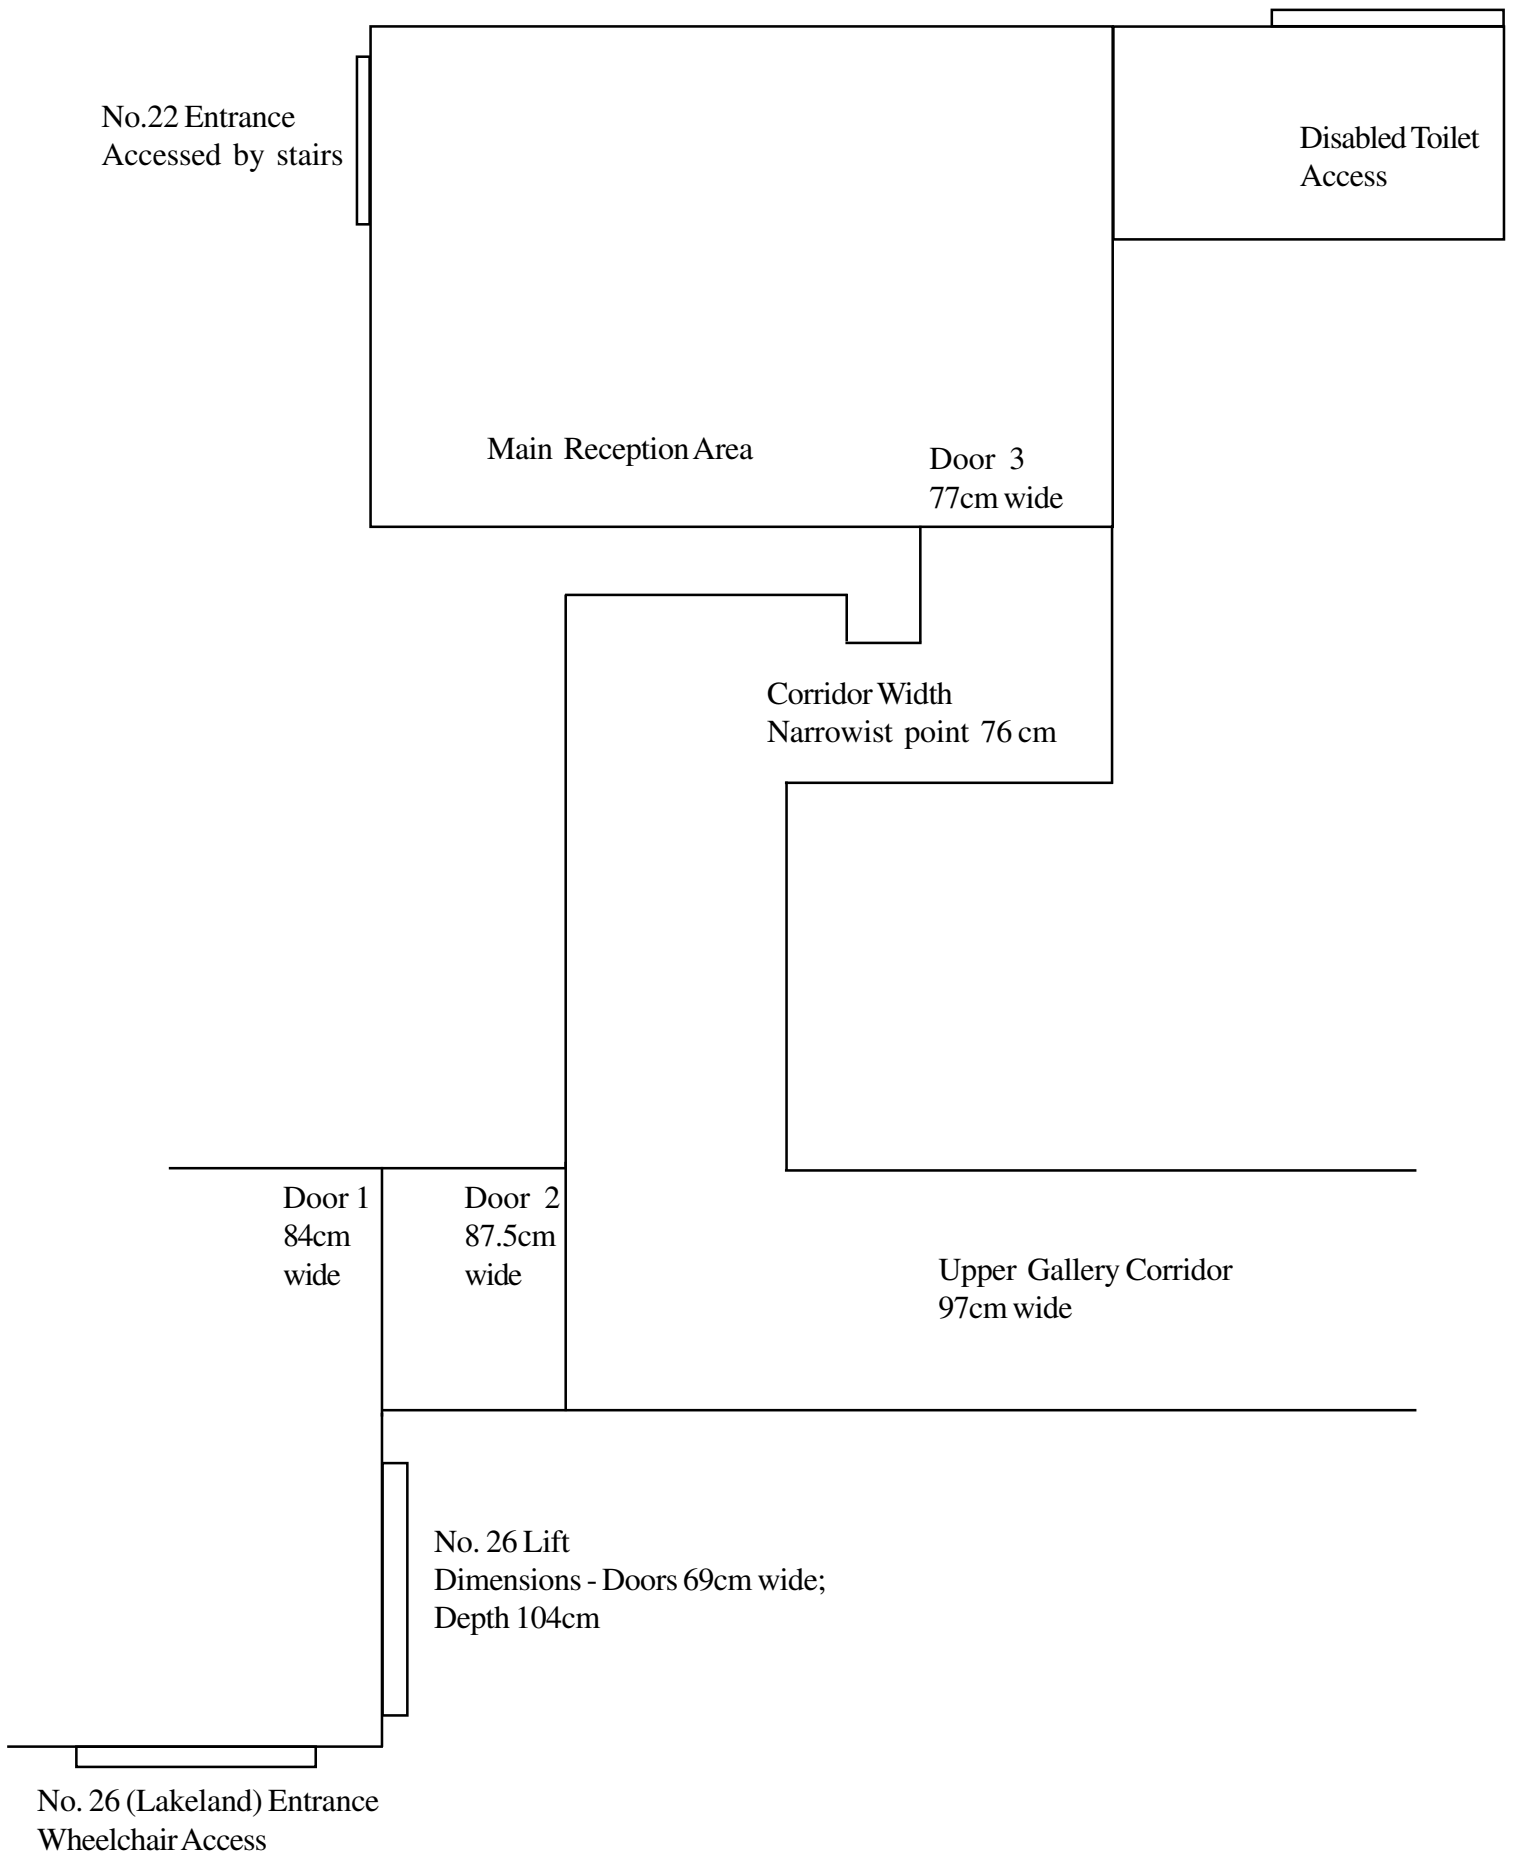 No.22 Entrance
Accessed by stairs
Disabled Toilet
Access
Main Reception Area
Door 3
77cm wide
Corridor Width
Narrowist point 76 cm
Door 1
84cm
wide
Door 2
87.5cm
wide
Upper Gallery Corridor
97cm wide
No. 26 Lift
Dimensions - Doors 69cm wide;
Depth 104cm
No. 26 (Lakeland) Entrance
Wheelchair Access